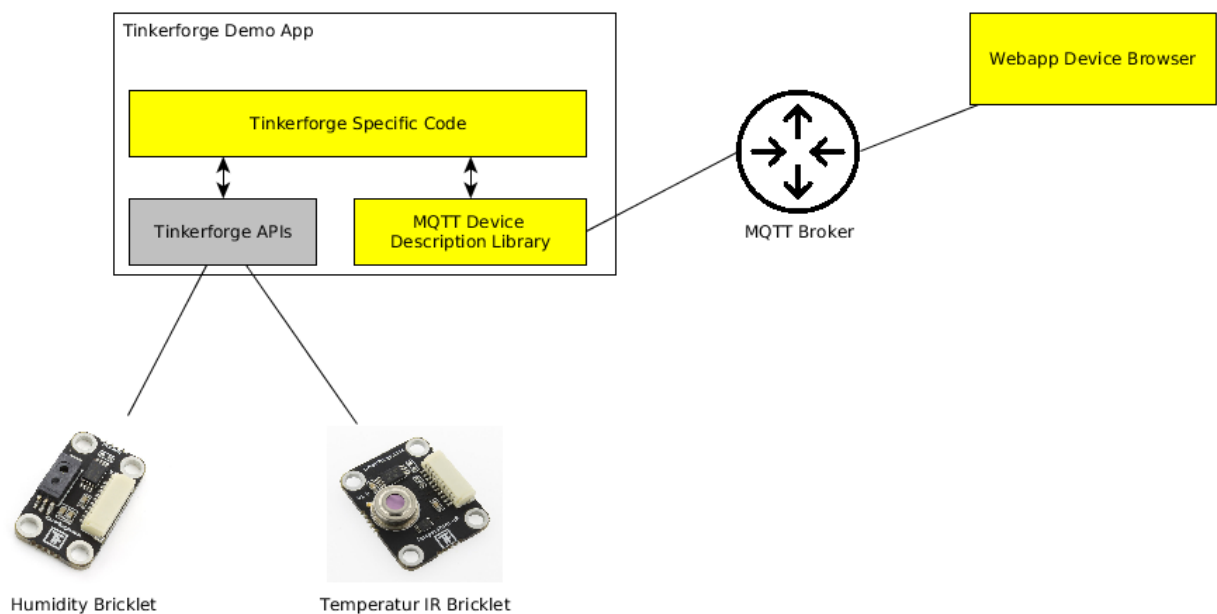 Tinkerforge Demo App
Webapp Device Browser
Tinkerforge Specific Code
Tinkerforge APIs
MQTT Device
Description Library
MQTT Broker
Humidity Bricklet
Temperatur IR Bricklet